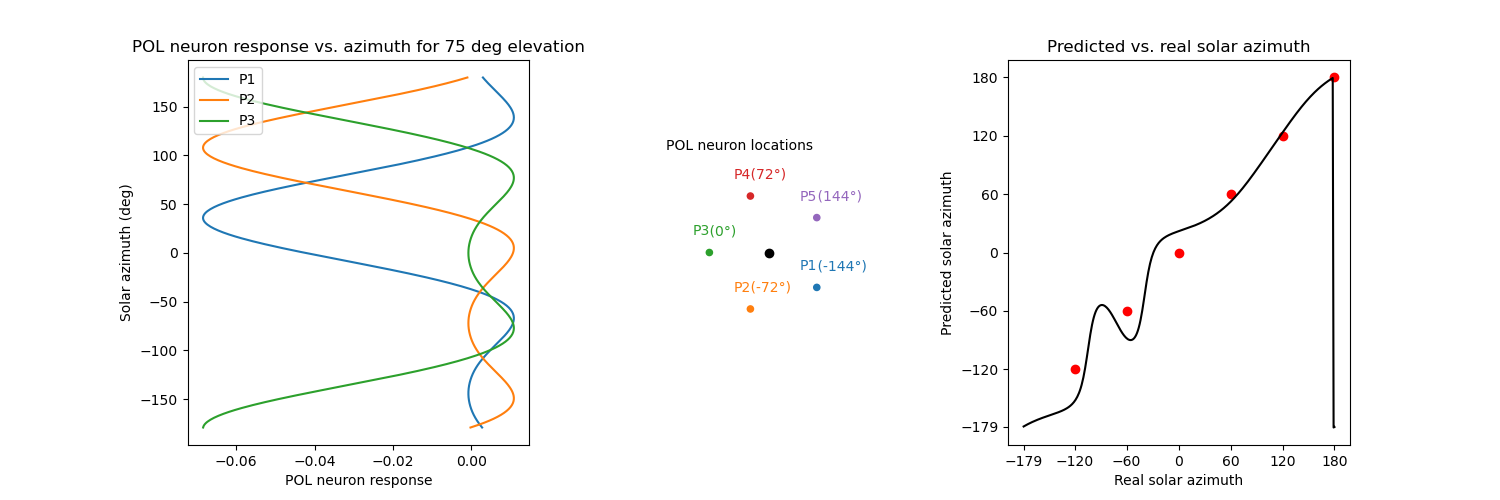 POL neuron response vs. azimuth for 75 deg elevation
P1
P2
P3
150
100
50
0
−50
−100
−150
Solar azimuth (deg)
−0.06
−0.04
−0.02
0.00
POL neuron response
POL neuron locations
P4(72°)
P5(144°)
P3(0°)
P1(-144°)
P2(-72°)
Predicted vs. real solar azimuth
180
120
60
0
−60
−120
−179
Predicted solar azimuth
−179
−120
−60
0
60
120
180
Real solar azimuth